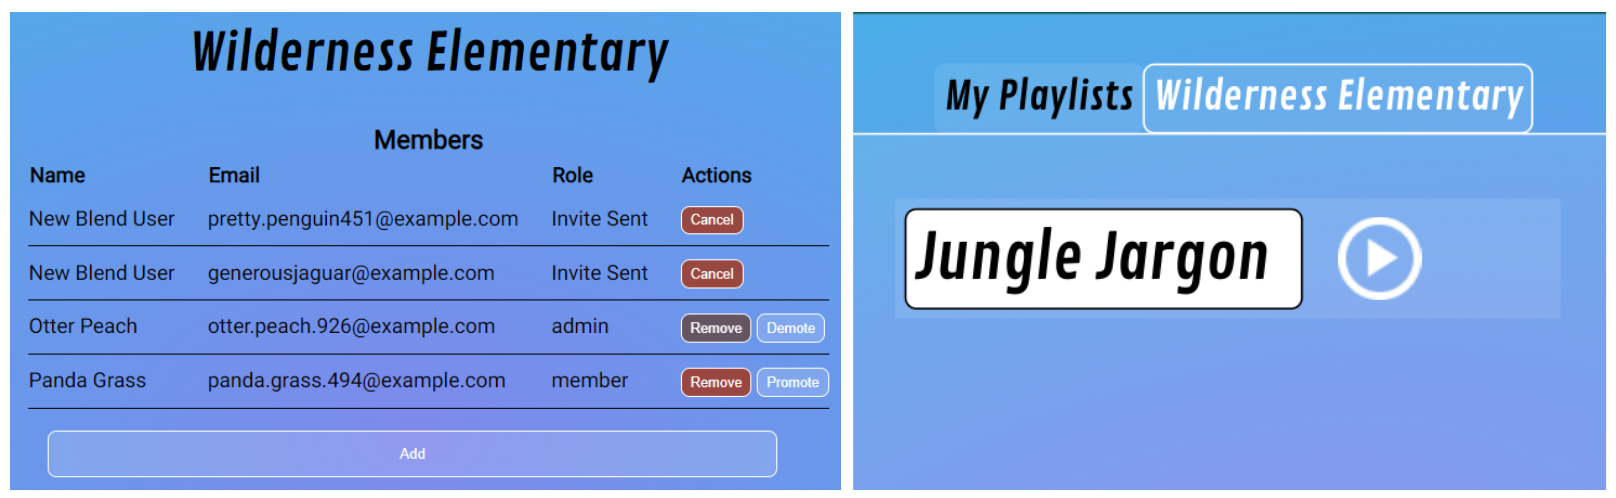 Wilderness Elementary
Members
Name Email Role Actions
New Blend User pretty.penguin451@example.com Invite Sent Cancel
New Blend User generousjaguar@example.com Invite Sent Cancel
Otter Peach otter.peach.926@example.com admin Remove Demote
Panda Grass panda.grass.494@example.com member Remove Promote
Add
My Playlists Wilderness Elementary
Jungle Jargon